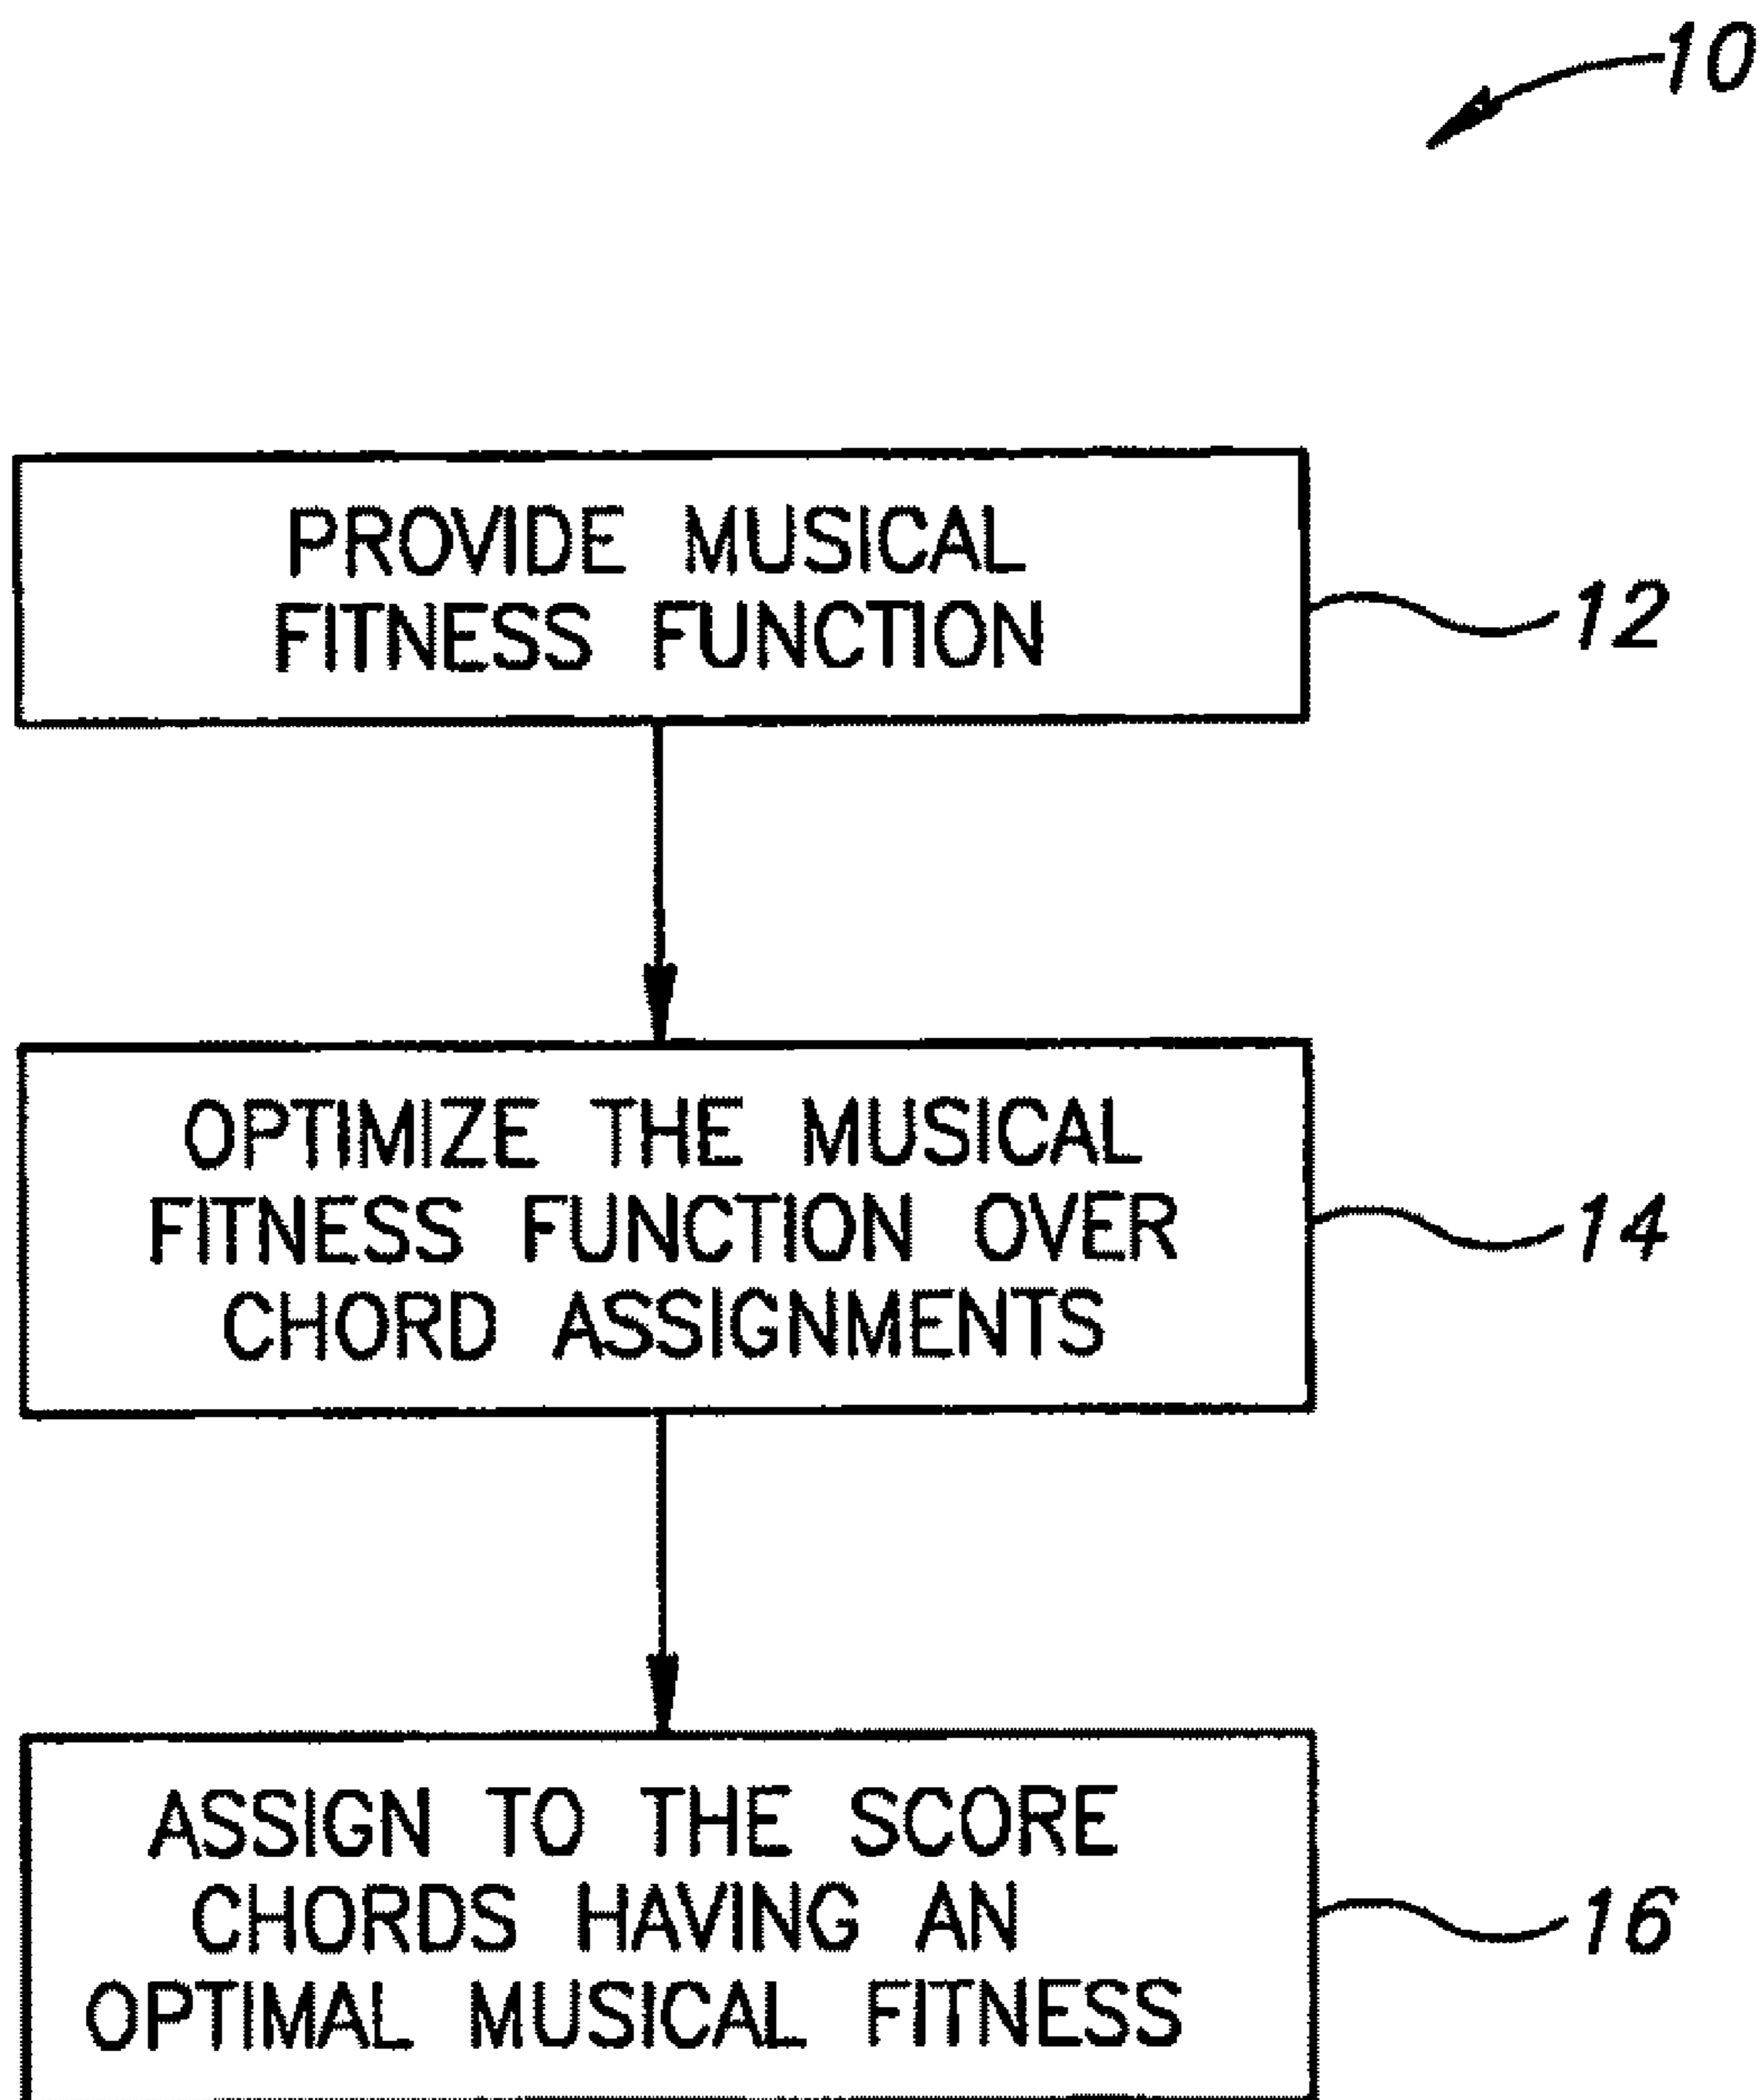 10
PROVIDE MUSICAL
FITNESS FUNCTION
12
OPTIMIZE THE MUSICAL
FITNESS FUNCTION OVER
CHORD ASSIGNMENTS
14
ASSIGN TO THE SCORE
CHORDS HAVING AN
OPTIMAL MUSICAL FITNESS
16